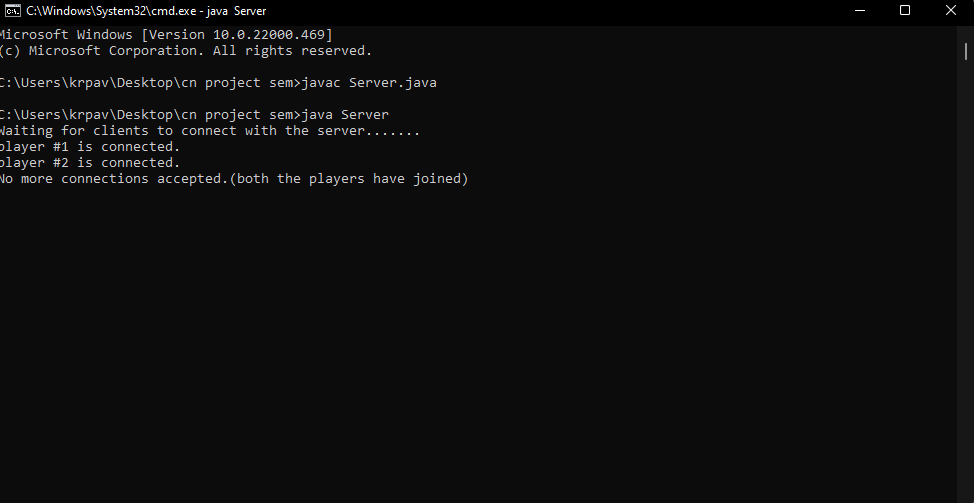 C:\Windows\System32\cmd.exe - java  Server
Microsoft Windows [Version 10.0.22000.469]
(c) Microsoft Corporation. All rights reserved.
C:\Users\krpav\Desktop\cn project sem>javac Server.java
C:\Users\krpav\Desktop\cn project sem>java Server
Waiting for clients to connect with the server.......
player #1 is connected.
player #2 is connected.
No more connections accepted.(both the players have joined)